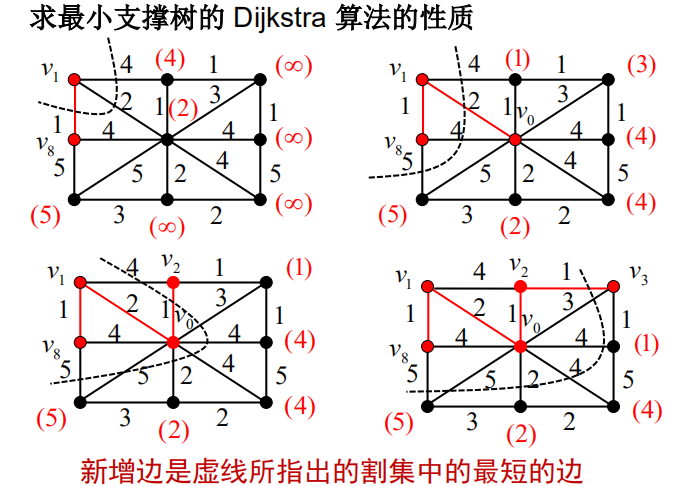 求最小支撑树的 Dijkstra 算法的性质
v₁ 4 (4) 1 (∞)
2 1 (2) 3
1 1
v₈ 4 4 (∞)
5 5 2 4 5
(5) 3 (∞) 2 (∞)
v₁ 4 (1) 1 (3)
1 2 1 v₀ 3 1
v₈ 4 4 (4)
5 5 2 4 5
(5) 3 (2) 2 (4)
v₁ 4 v₂ 1 (1)
1 2 1 v₀ 3 1
v₈ 4 4 (4)
5 5 2 4 5
(5) 3 (2) 2 (4)
v₁ 4 v₂ 1 v₃
1 2 1 v₀ 3 1
v₈ 4 4 (1)
5 5 2 4 5
(5) 3 (2) 2 (4)
新增边是虚线所指出的割集中的最短的边